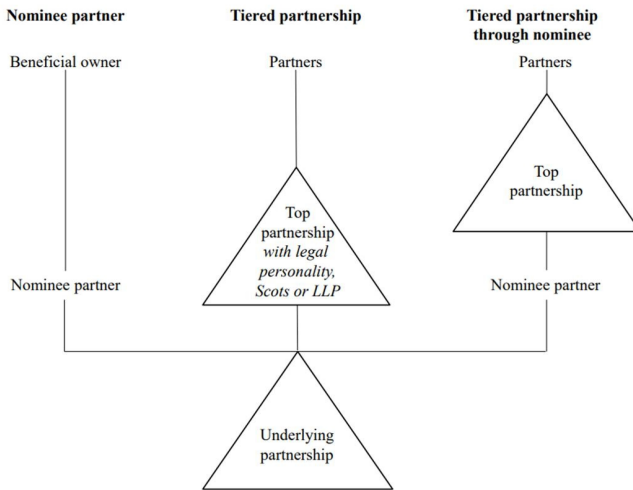 Nominee partner
Tiered partnership
Tiered partnership
through nominee
Beneficial owner
Partners
Partners
Top
partnership
Top
partnership
with legal
personality,
Scots or LLP
Nominee partner
Nominee partner
Underlying
partnership